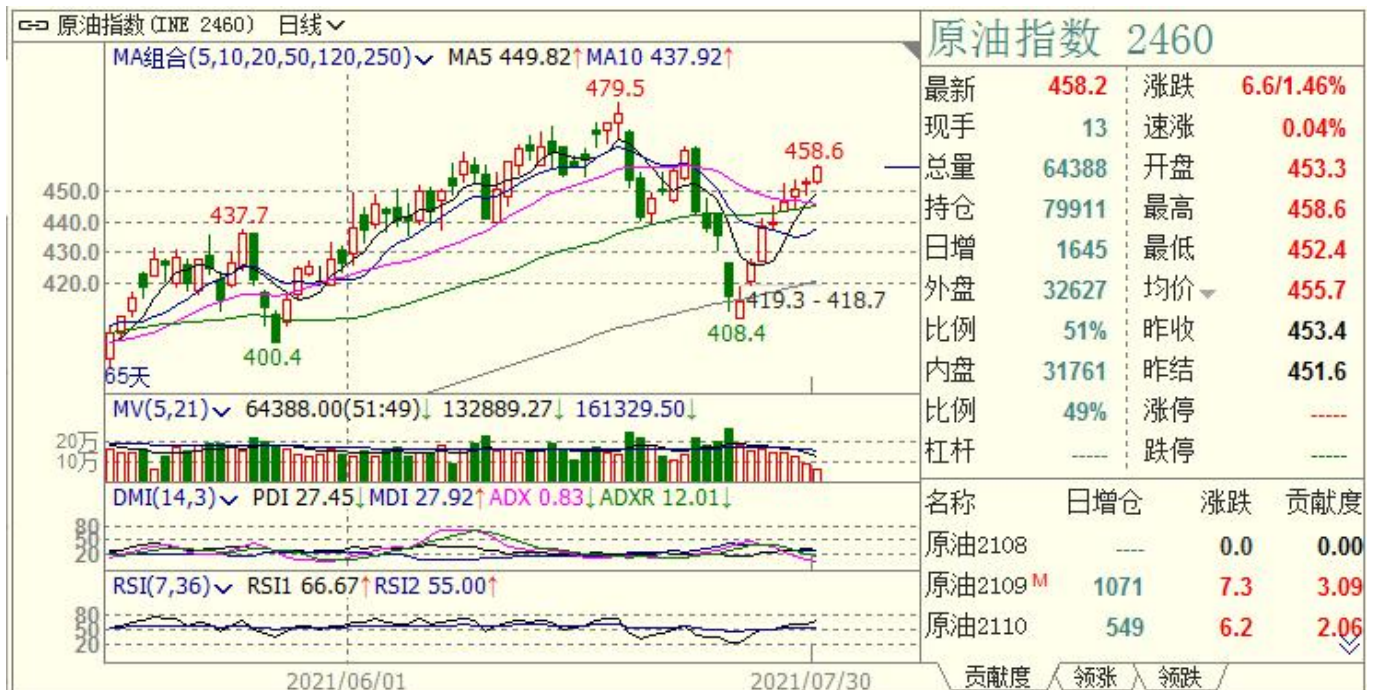 原油指数(INE 2460) 日线
MA组合(5,10,20,50,120,250) MA5 449.82↑MA10 437.92↑
479.5
458.6
450.0
437.7
440.0
430.0
420.0
419.3 - 418.7
408.4
400.4
65天
MV(5,21) 64388.00(51:49)↓ 132889.27↓ 161329.50↓
20万
10万
DMI(14,3) PDI 27.45↓MDI 27.92↑ADX 0.83↓ADXR 12.01↓
80
50
20
RSI(7,36) RSI1 66.67↑RSI2 55.00↑
80
50
20
2021/06/01 2021/07/30
原油指数 2460
最新 458.2 涨跌 6.6/1.46%
现手 13 速涨 0.04%
总量 64388 开盘 453.3
持仓 79911 最高 458.6
日增 1645 最低 452.4
外盘 32627 均价 455.7
比例 51% 昨收 453.4
内盘 31761 昨结 451.6
比例 49% 涨停 -----
杠杆 ----- 跌停 -----
名称 日增仓 涨跌 贡献度
原油2108 ---- 0.0 0.00
原油2109 M 1071 7.3 3.09
原油2110 549 6.2 2.06
贡献度 领涨 领跌